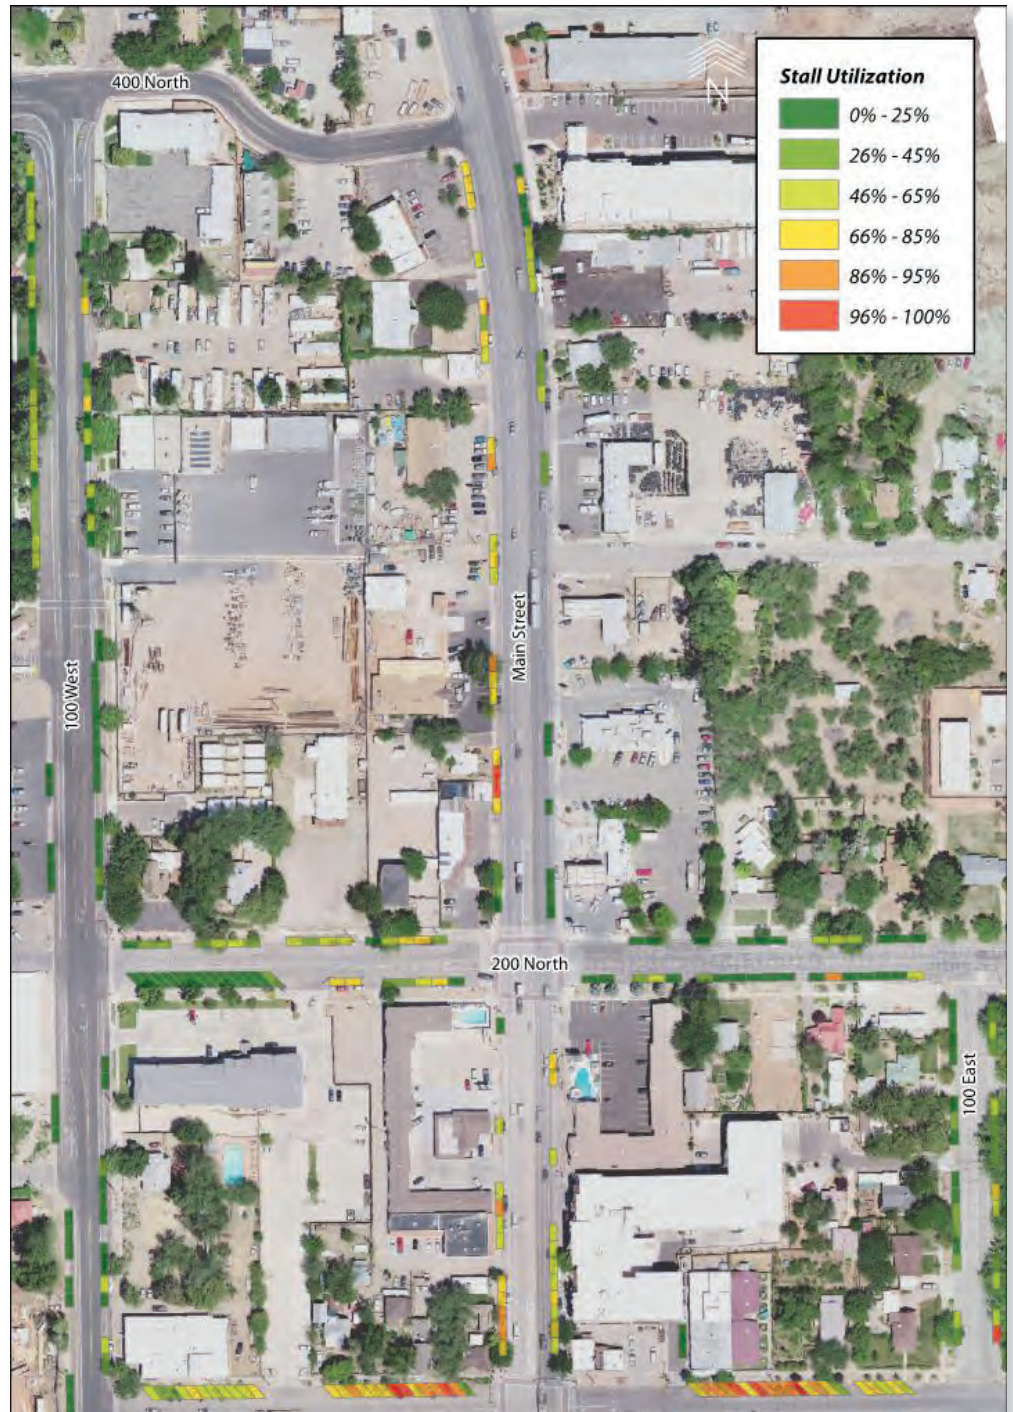 400 North
N
Stall Utilization
0% - 25%
26% - 45%
46% - 65%
66% - 85%
86% - 95%
96% - 100%
Main Street
100 West
200 North
100 East